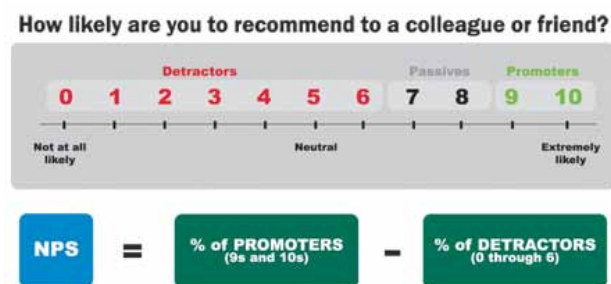 How likely are you to recommend to a colleague or friend?
Detractors Passives Promoters
0 1 2 3 4 5 6 7 8 9 10
Not at all likely Neutral Extremely likely
NPS = % of PROMOTERS (9s and 10s) - % of DETRACTORS (0 through 6)